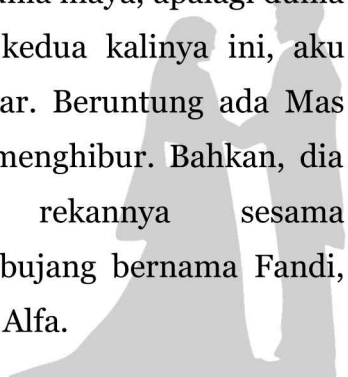 maya, apalagi dunia
kedua kalinya ini, aku
ar. Beruntung ada Mas
menghibur. Bahkan, dia
rekannya sesama
bujang bernama Fandi,
Alfa.